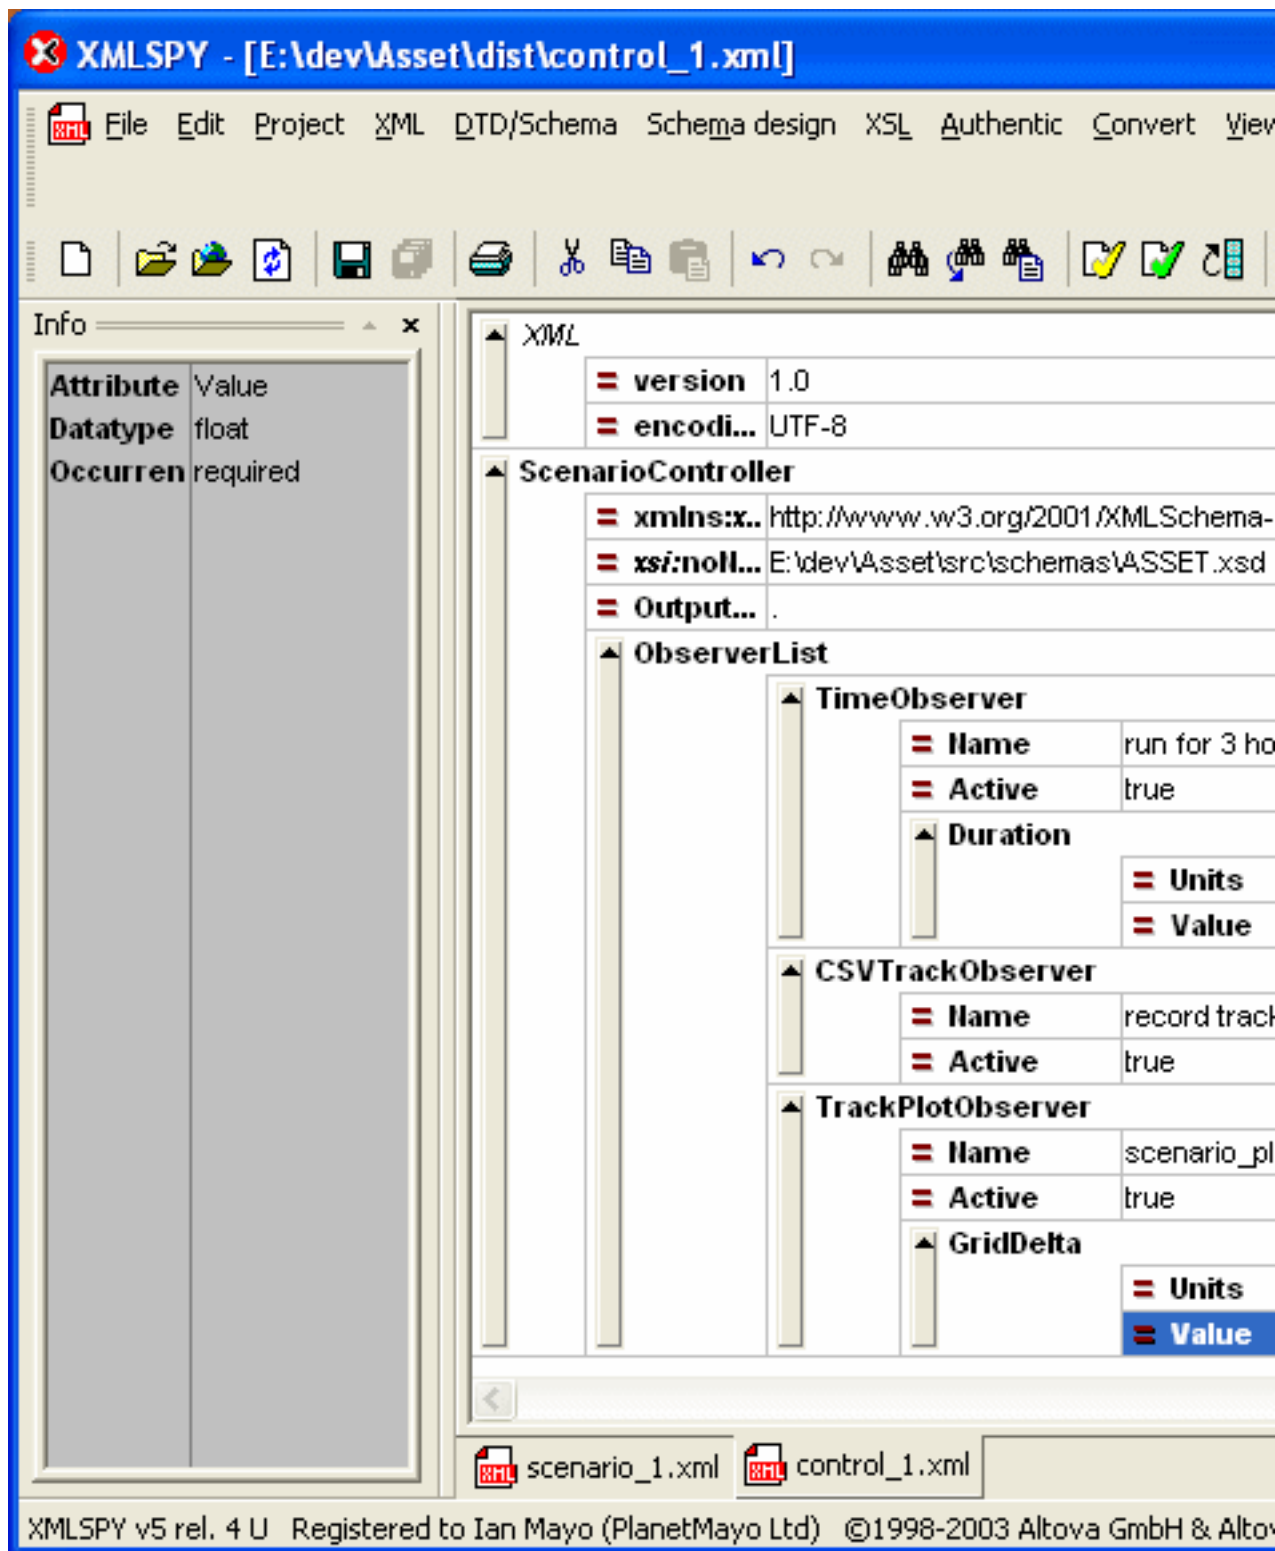 XMLSPY - [E:\dev\Asset\dist\control_1.xml]
File Edit Project XML DTD/Schema Schema design XSL Authentic Convert View
Info
Attribute Value
Datatype float
Occurren required
XML
version 1.0
encodi... UTF-8
ScenarioController
xmlns:x.. http://www.w3.org/2001/XMLSchema-
xsi:noN... E:\dev\Asset\src\schemas\ASSET.xsd
Output... .
ObserverList
TimeObserver
Name run for 3 ho
Active true
Duration
Units
Value
CSVTrackObserver
Name record track
Active true
TrackPlotObserver
Name scenario_pl
Active true
GridDelta
Units
Value
scenario_1.xml control_1.xml
XMLSPY v5 rel. 4 U Registered to Ian Mayo (PlanetMayo Ltd) ©1998-2003 Altova GmbH & Altov